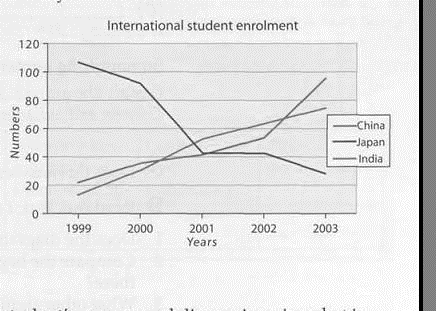 International student enrolment
120
100
80
60
40
20
0
Numbers
1999 2000 2001 2002 2003
Years
China
Japan
India